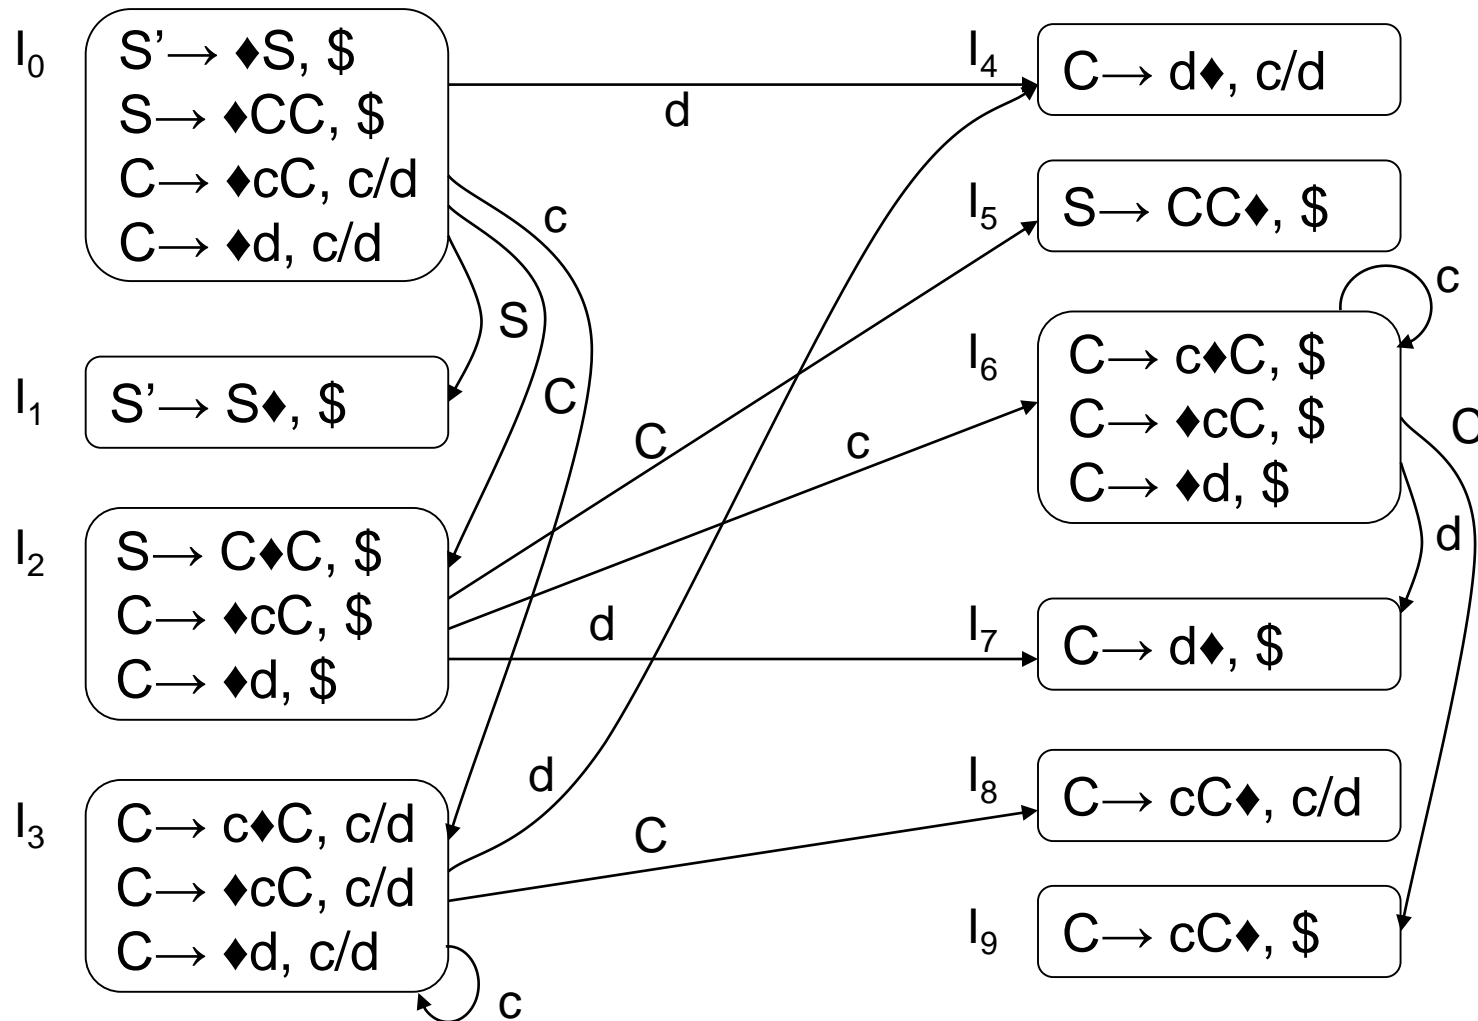 I₀
S’→ ♦S, $
S→ ♦CC, $
C→ ♦cC, c/d
C→ ♦d, c/d
I₁
S’→ S♦, $
I₂
S→ C♦C, $
C→ ♦cC, $
C→ ♦d, $
I₃
C→ c♦C, c/d
C→ ♦cC, c/d
C→ ♦d, c/d
d
c
S
C
C
c
d
d
C
c
I₄
C→ d♦, c/d
I₅
S→ CC♦, $
c
I₆
C→ c♦C, $
C→ ♦cC, $
C→ ♦d, $
C
d
I₇
C→ d♦, $
I₈
C→ cC♦, c/d
I₉
C→ cC♦, $